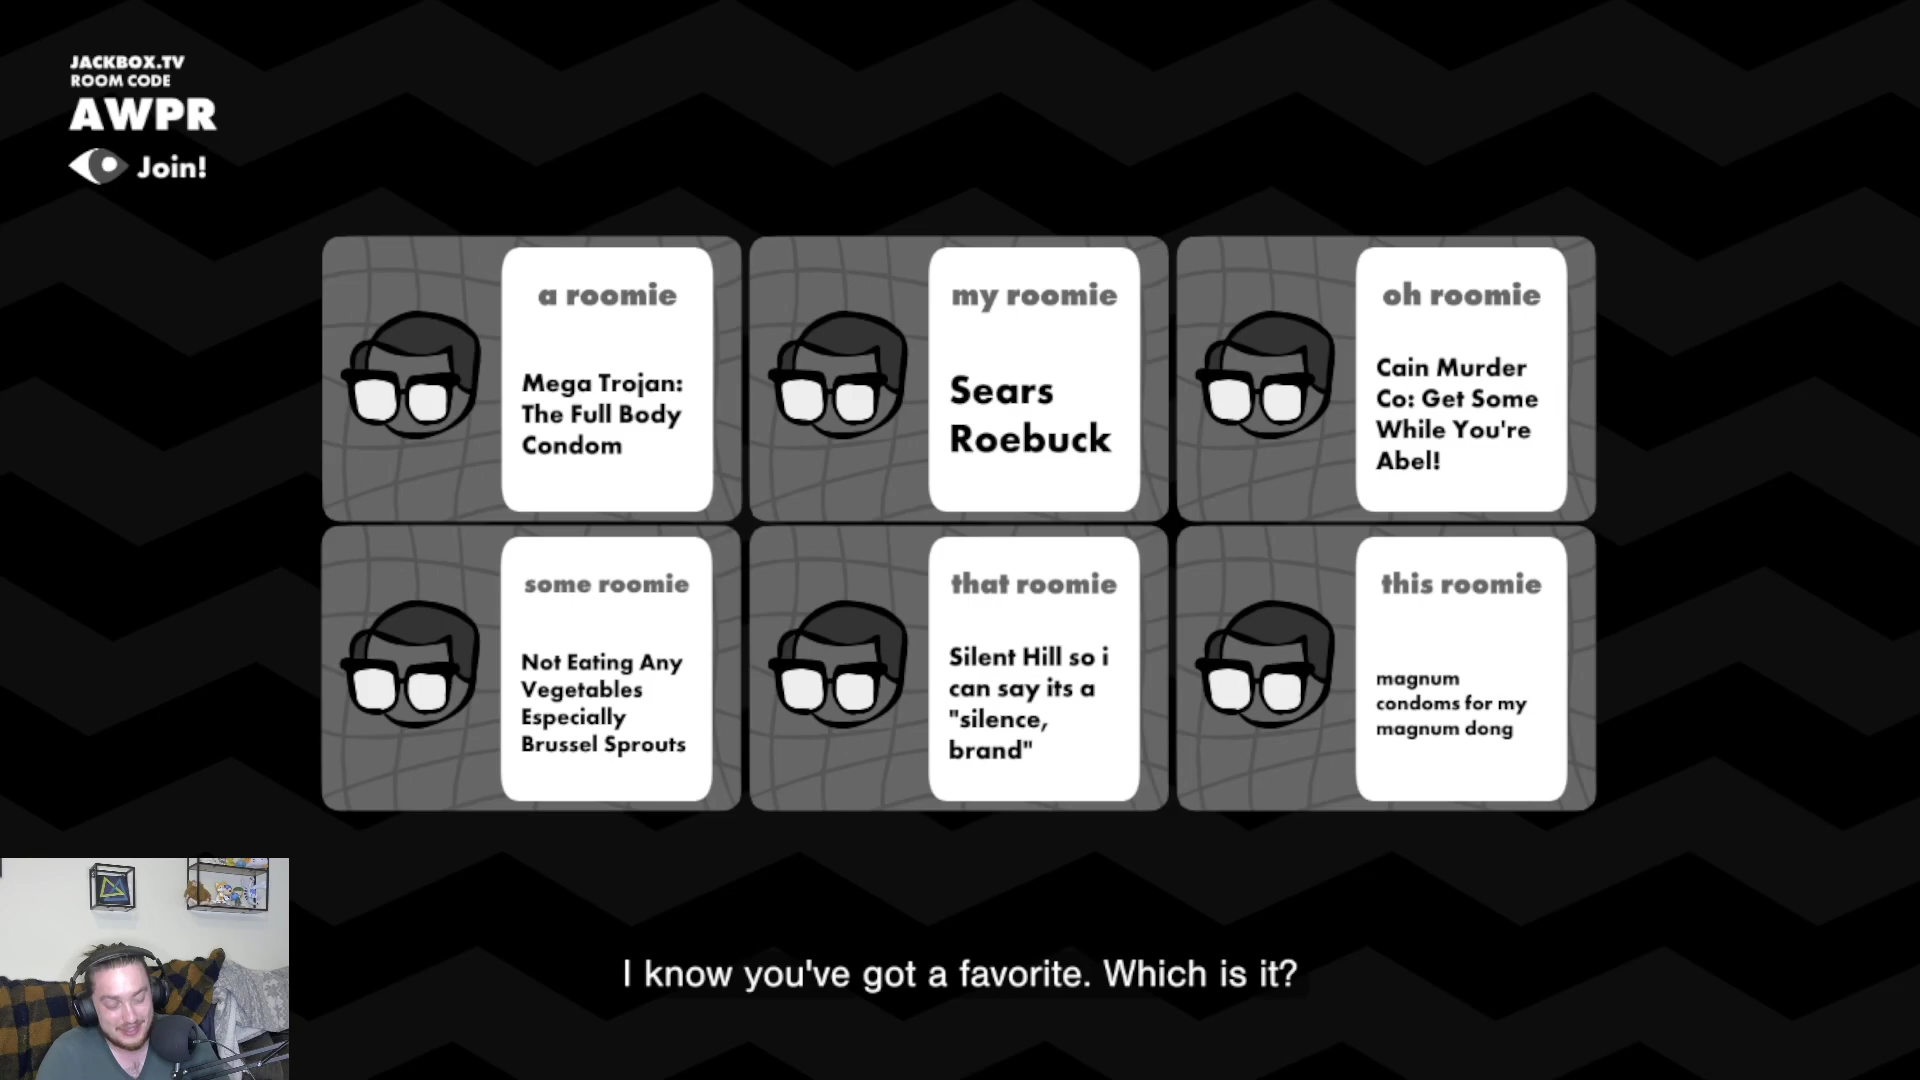 JACKBOX.TV
ROOM CODE
AWPR
Join!
a roomie
Mega Trojan:
The Full Body
Condom
my roomie
Sears
Roebuck
oh roomie
Cain Murder
Co: Get Some
While You're
Abel!
some roomie
Not Eating Any
Vegetables
Especially
Brussel Sprouts
that roomie
Silent Hill so i
can say its a
"silence,
brand"
this roomie
magnum
condoms for my
magnum dong
I know you've got a favorite. Which is it?